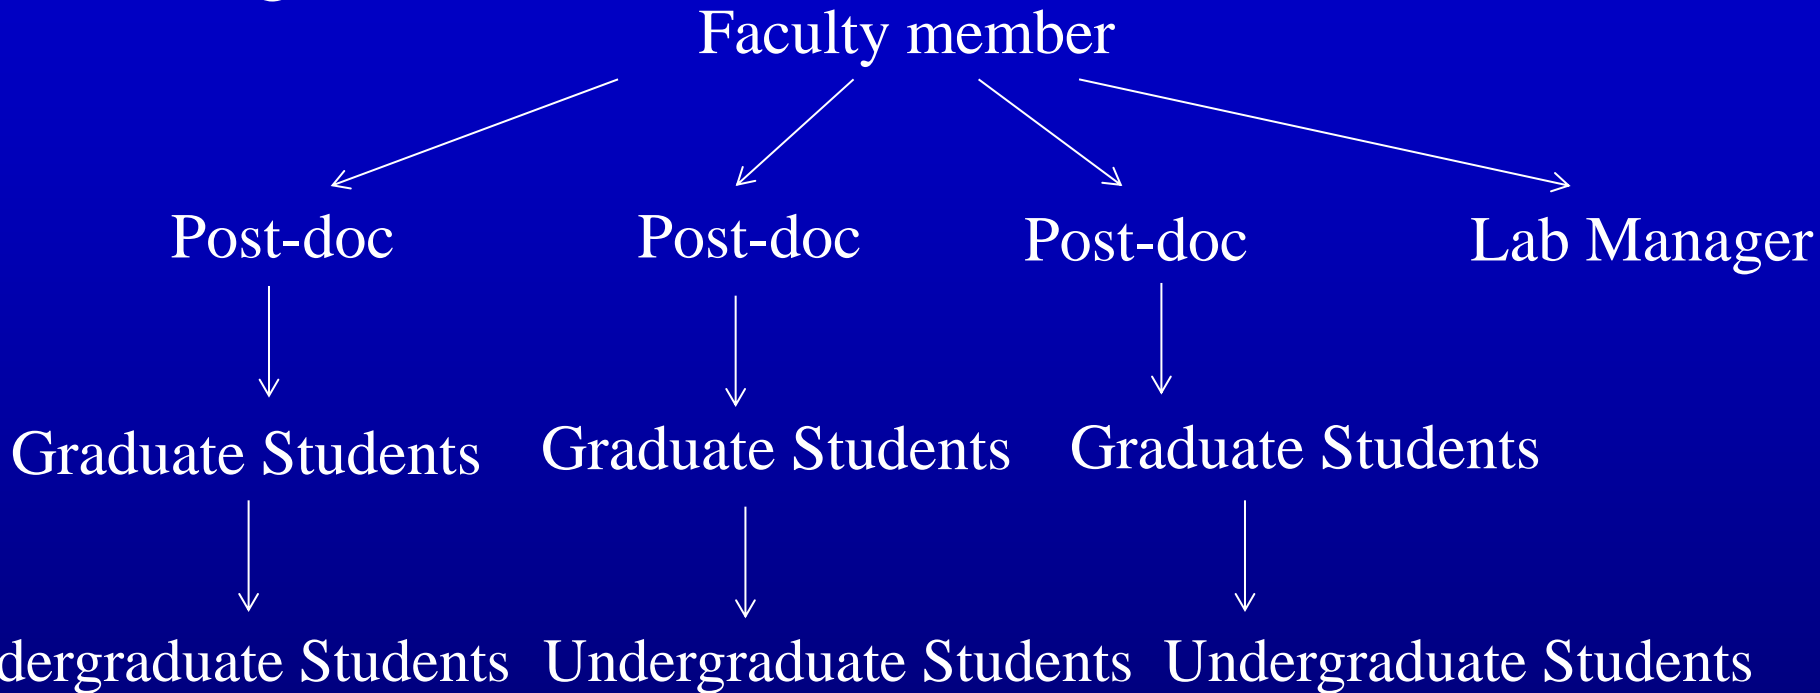 Faculty member
Post-doc Post-doc Post-doc Lab Manager
Graduate Students Graduate Students Graduate Students
dergraduate Students Undergraduate Students Undergraduate Students